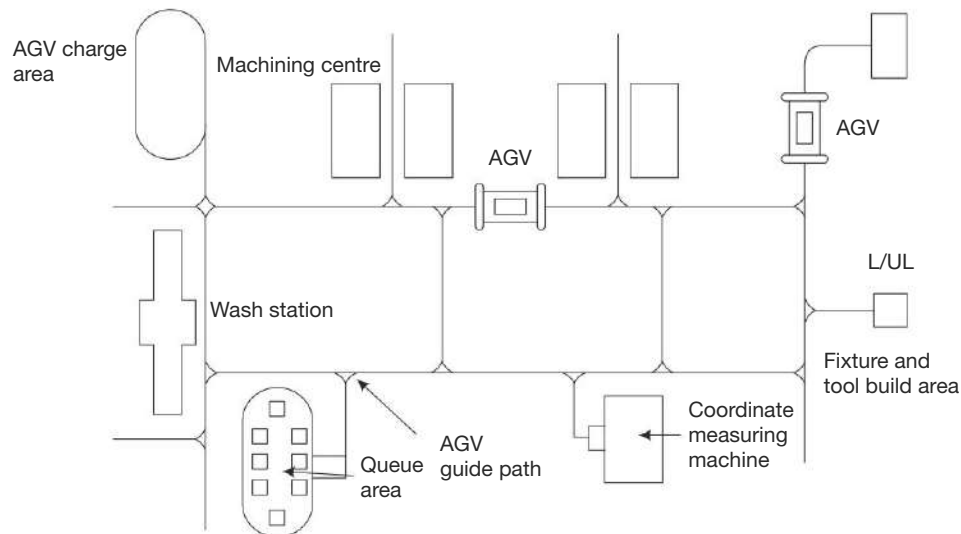 AGV charge
area
Machining centre
AGV
AGV
L/UL
Wash station
Fixture and
tool build area
Queue
area
AGV
guide path
Coordinate
measuring
machine